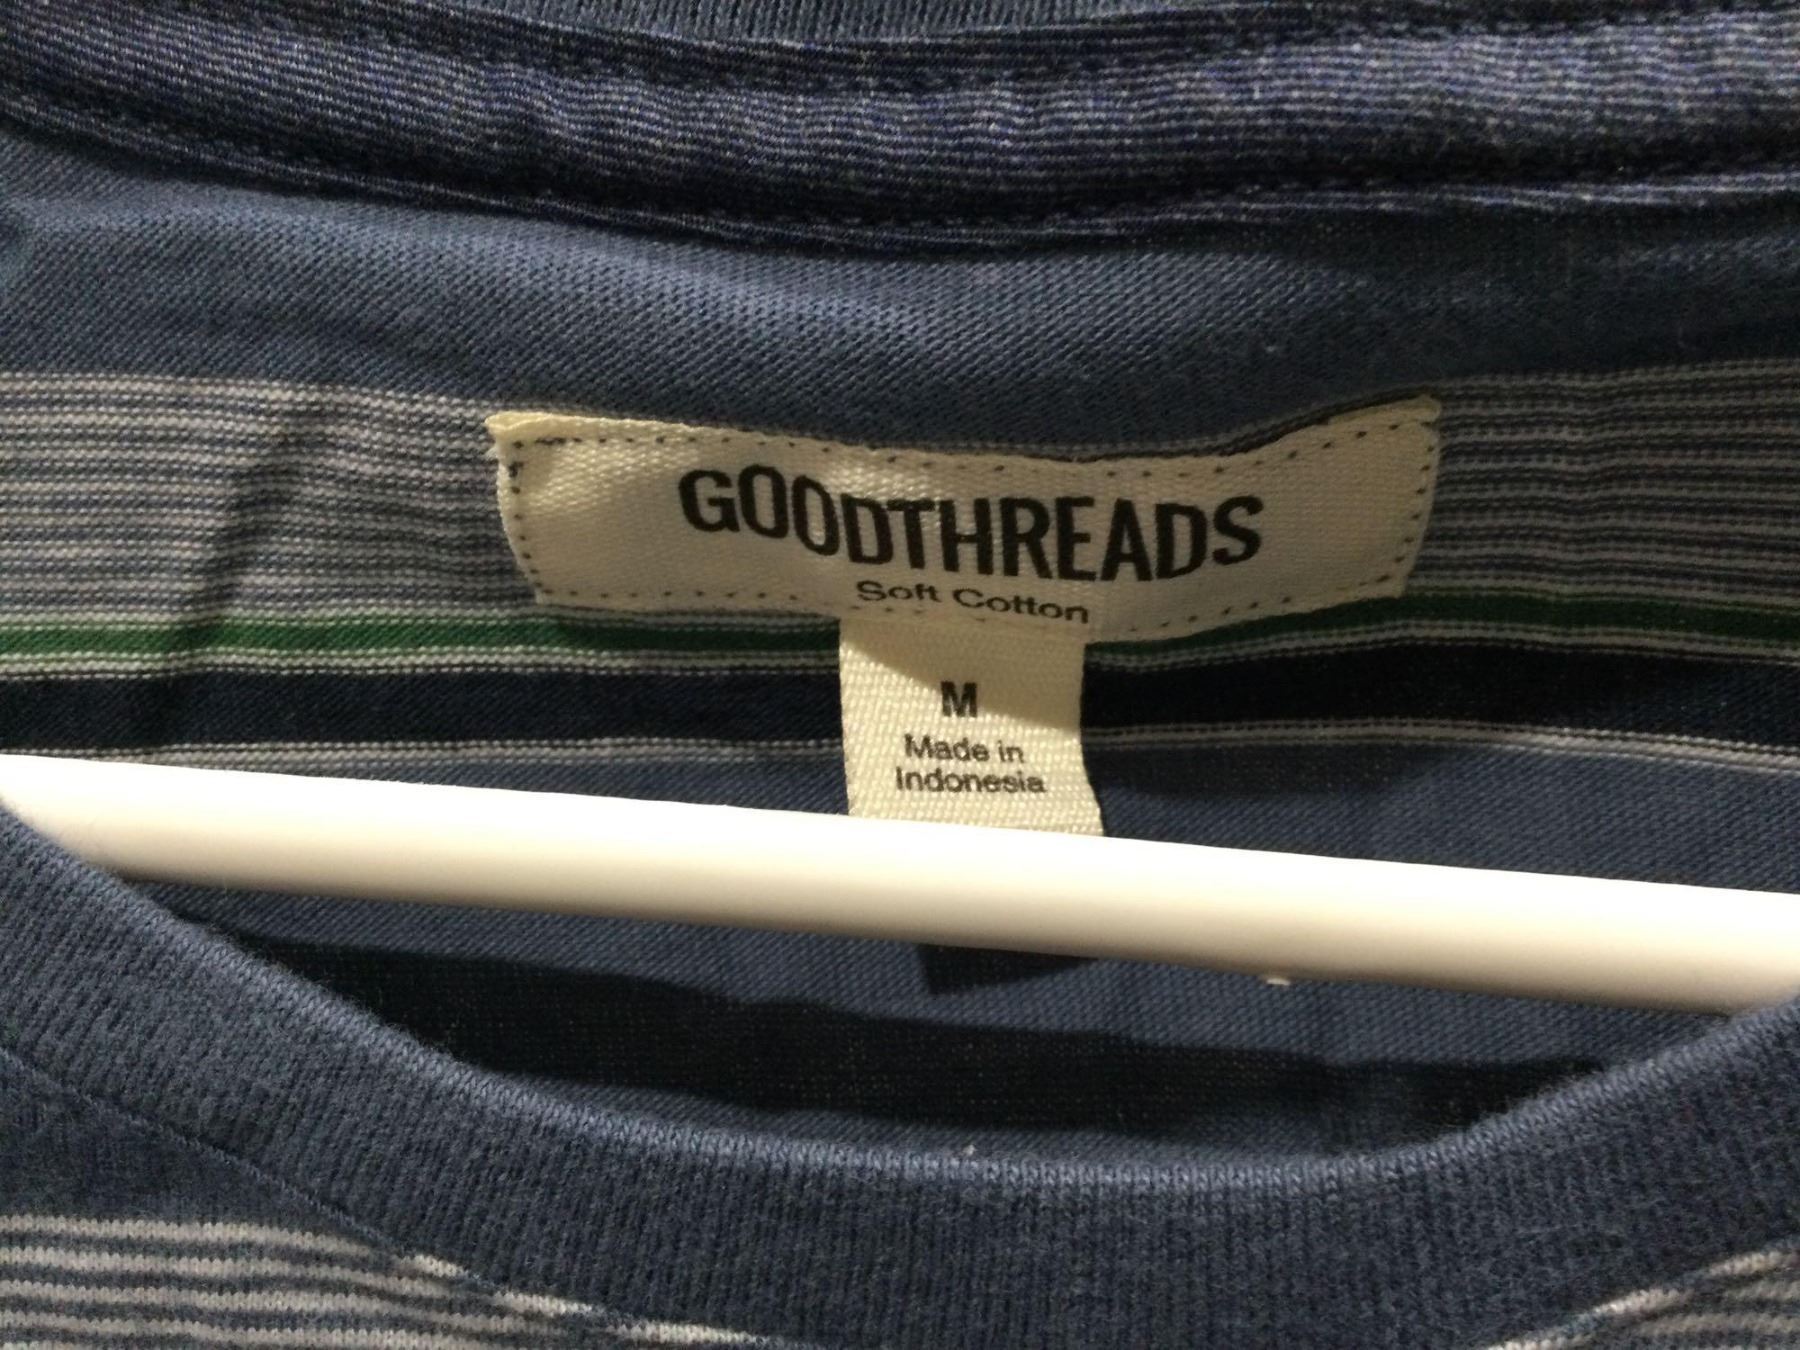 GOODTHREADS
Soft Cotton
M
Made in
Indonesia